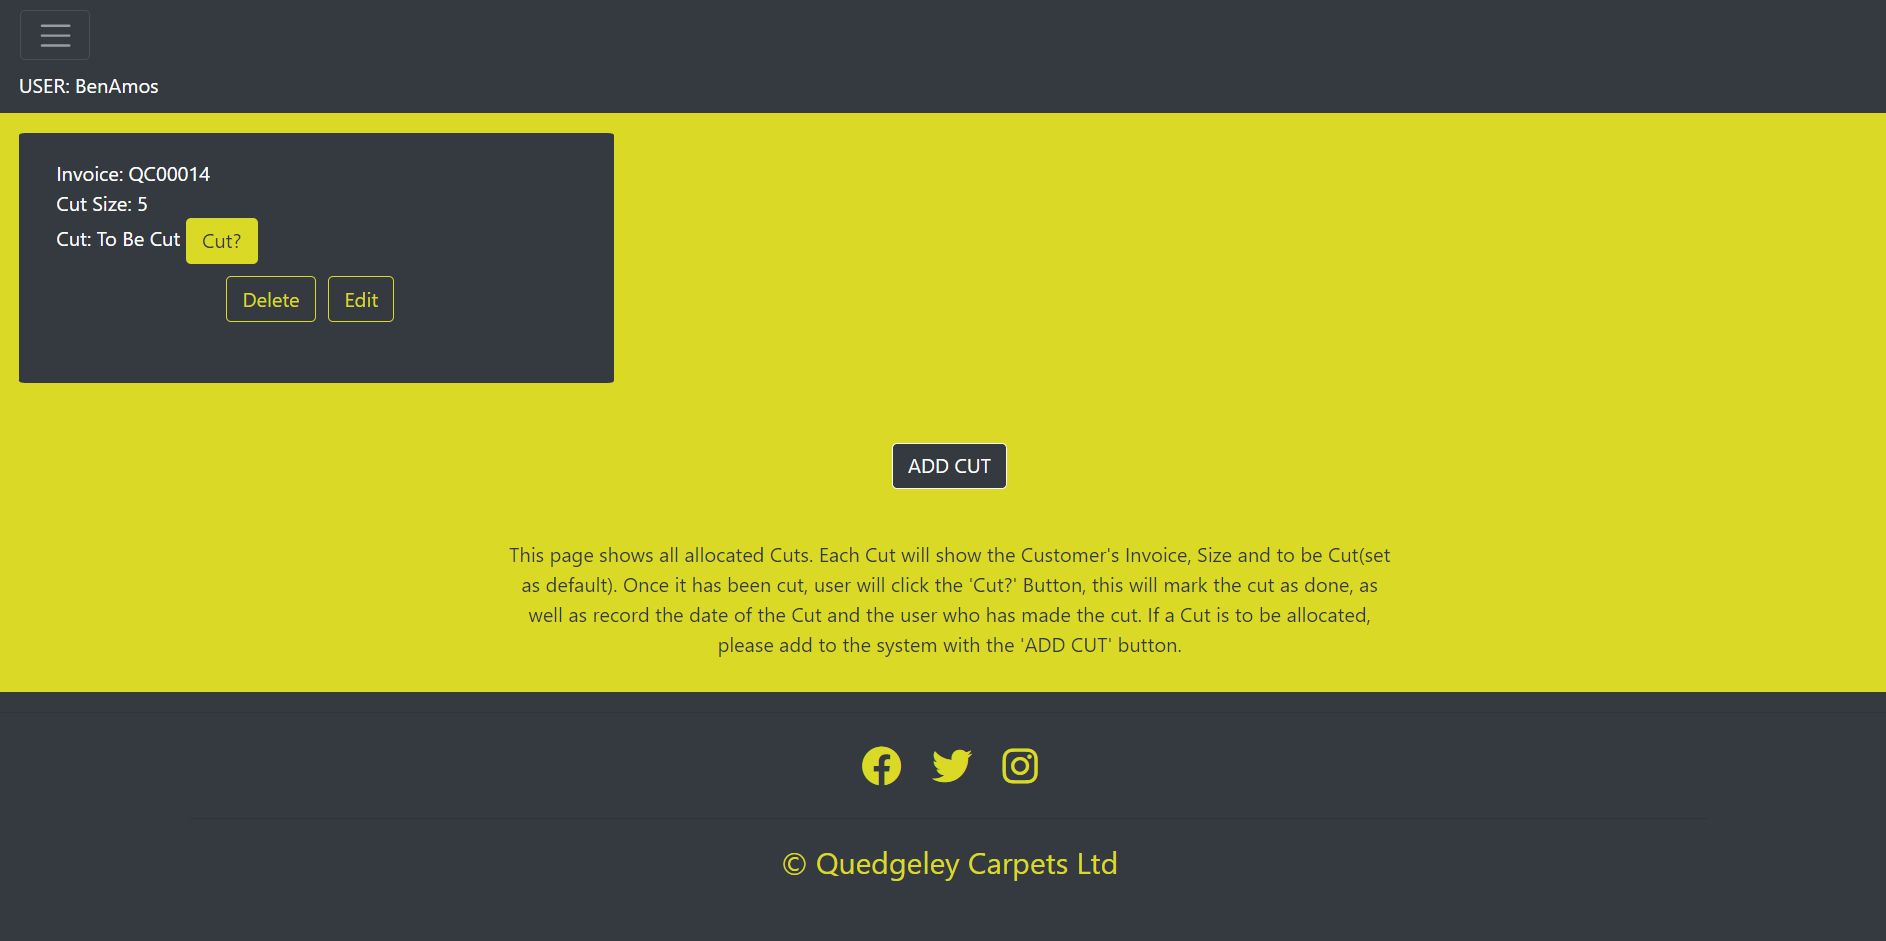 USER: BenAmos
Invoice: QC00014
Cut Size: 5
Cut: To Be Cut Cut?
Delete Edit
ADD CUT
This page shows all allocated Cuts. Each Cut will show the Customer's Invoice, Size and to be Cut(set
as default). Once it has been cut, user will click the 'Cut?' Button, this will mark the cut as done, as
well as record the date of the Cut and the user who has made the cut. If a Cut is to be allocated,
please add to the system with the 'ADD CUT' button.
© Quedgeley Carpets Ltd